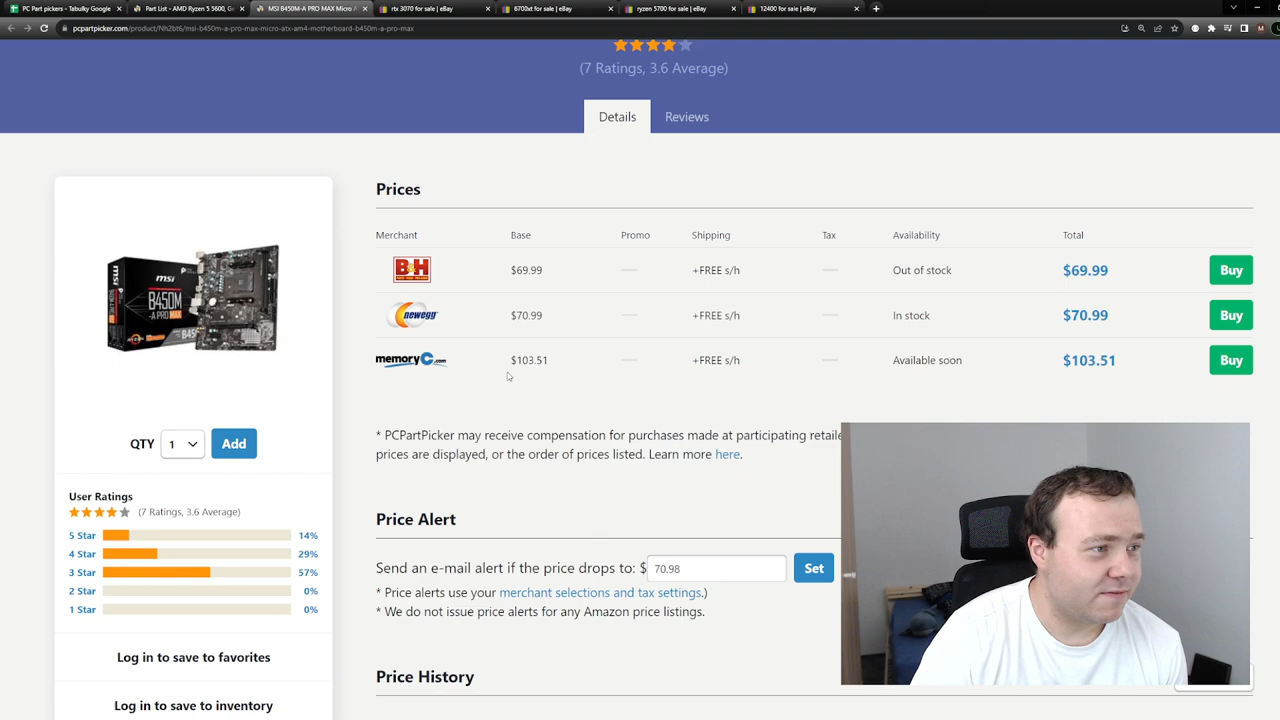 PC Part pickers - Tabulky Google
Part List - AMD Ryzen 5 5600, Ge
MSI B450M-A PRO MAX Micro A
rtx 3070 for sale | eBay
6700xt for sale | eBay
ryzen 5700 for sale | eBay
12400 for sale | eBay
pcpartpicker.com/product/Nh2bt6/msi-b450m-a-pro-max-micro-atx-am4-motherboard-b450m-a-pro-max
(7 Ratings, 3.6 Average)
Details
Reviews
Prices
Merchant Base Promo Shipping Tax Availability Total
B&H $69.99 — +FREE s/h — Out of stock $69.99 Buy
newegg $70.99 — +FREE s/h — In stock $70.99 Buy
memoryC.com $103.51 — +FREE s/h — Available soon $103.51 Buy
msi
B450M
-A PRO MAX
QTY 1 Add
* PCPartPicker may receive compensation for purchases made at participating retaile
prices are displayed, or the order of prices listed. Learn more here.
User Ratings
(7 Ratings, 3.6 Average)
5 Star 14%
4 Star 29%
3 Star 57%
2 Star 0%
1 Star 0%
Price Alert
Send an e-mail alert if the price drops to: $ 70.98 Set
* Price alerts use your merchant selections and tax settings.)
* We do not issue price alerts for any Amazon price listings.
Log in to save to favorites
Price History
Log in to save to inventory